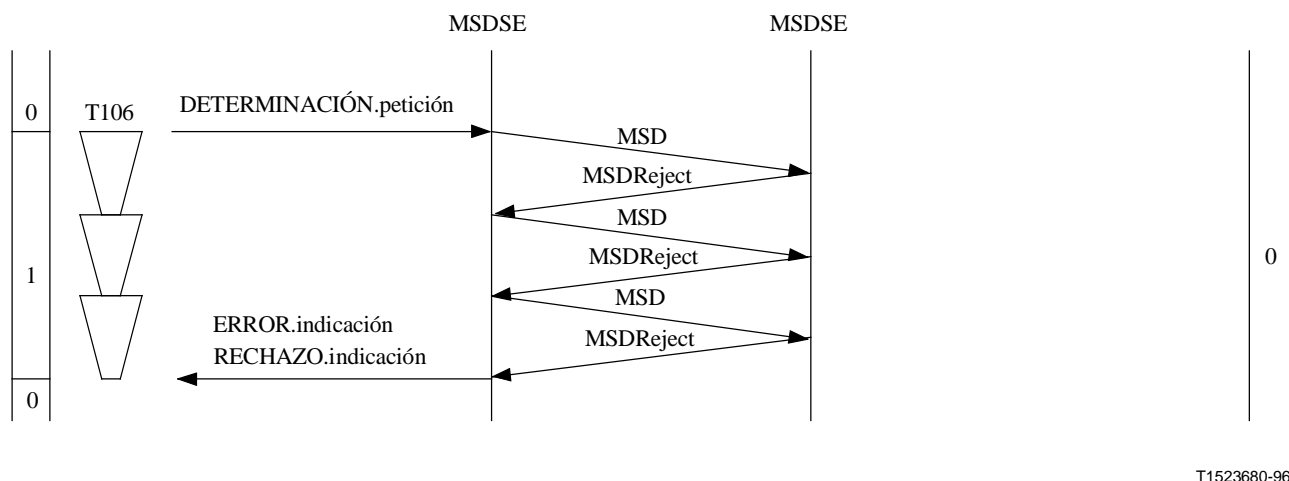 MSDSE MSDSE
0 T106 DETERMINACIÓN.petición
MSD
MSDReject
MSD
MSDReject
1 0
MSD
ERROR.indicación
MSDReject
RECHAZO.indicación
0
T1523680-96